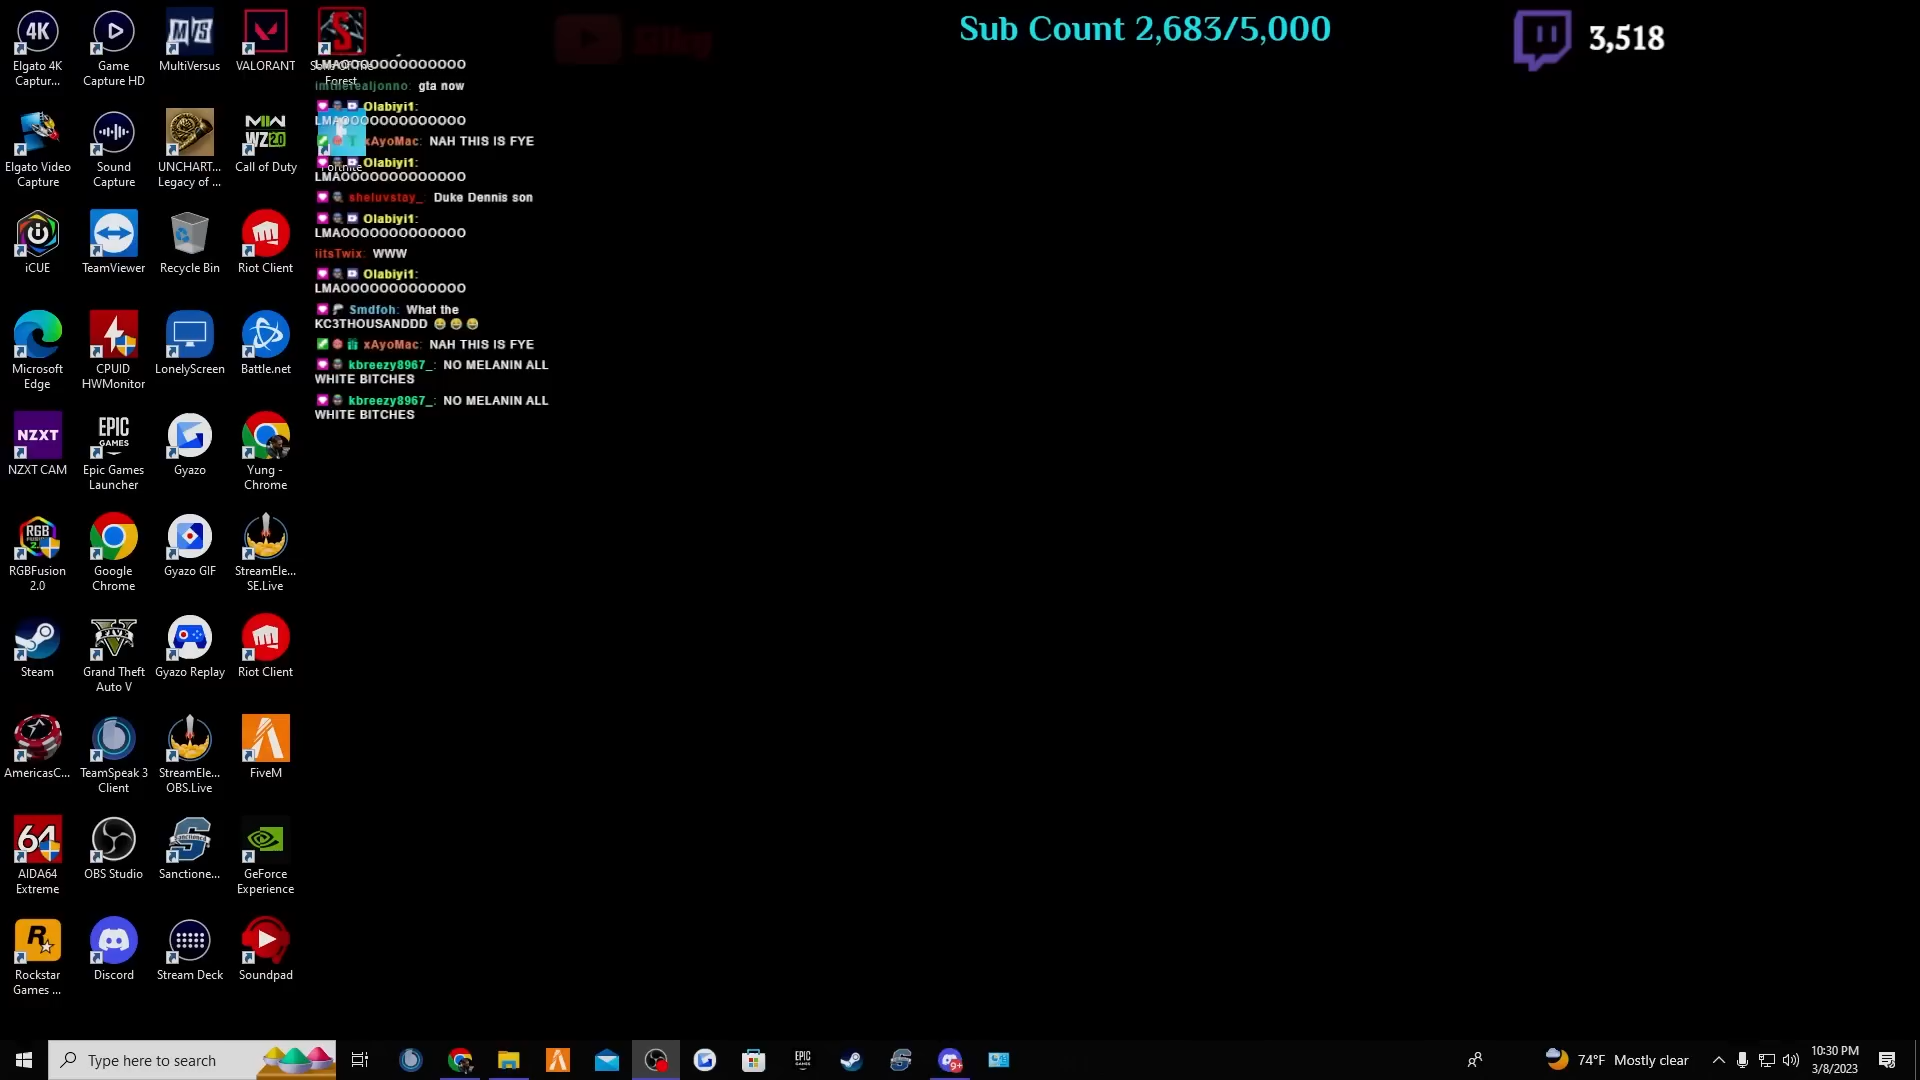 Sub Count 2,683/5,000
3,518
Elgato 4K
Captur...
Game
Capture HD
MultiVersus
VALORANT
Forest
Elgato Video
Capture
Sound
Capture
UNCHART...
Legacy of ...
Call of Duty
Fortnite
iCUE
TeamViewer
Recycle Bin
Riot Client
Microsoft
Edge
CPUID
HWMonitor
LonelyScreen
Battle.net
NZXT
NZXT CAM
EPIC
GAMES
Epic Games
Launcher
Gyazo
Yung -
Chrome
RGBFusion
2.0
Google
Chrome
Gyazo GIF
StreamEle...
SE.Live
Steam
Grand Theft
Auto V
Gyazo Replay
Riot Client
AmericasC...
TeamSpeak 3
Client
StreamEle...
OBS.Live
FiveM
AIDA64
Extreme
OBS Studio
Sanctione...
GeForce
Experience
Rockstar
Games ...
Discord
Stream Deck
Soundpad
LMAOOOOOOOOOOOOO
imtherealjonno: gta now
Olabiyi1:
LMAOOOOOOOOOOOOO
xAyoMac: NAH THIS IS FYE
Olabiyi1:
LMAOOOOOOOOOOOOO
sheluvstay_: Duke Dennis son
Olabiyi1:
LMAOOOOOOOOOOOOO
iitsTwix: WWW
Olabiyi1:
LMAOOOOOOOOOOOOO
Smdfoh: What the
KC3THOUSANDDD 😂 😂 😂
xAyoMac: NAH THIS IS FYE
kbreezy8967_: NO MELANIN ALL
WHITE BITCHES
kbreezy8967_: NO MELANIN ALL
WHITE BITCHES
Type here to search
74°F Mostly clear
10:30 PM
3/8/2023